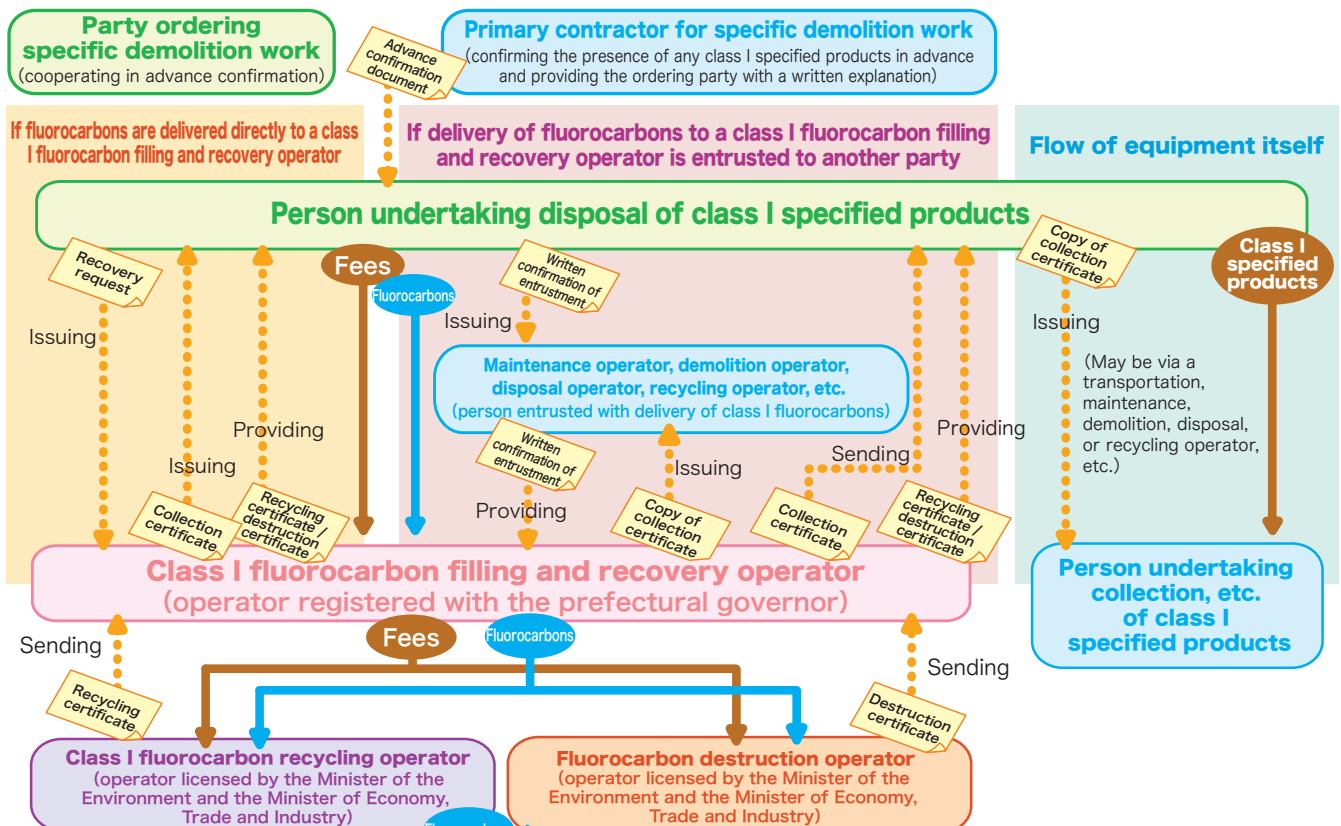 Party ordering
specific demolition work
(cooperating in advance confirmation)
Advance
confirmation
document
Primary contractor for specific demolition work
(confirming the presence of any class I specified products in advance
and providing the ordering party with a written explanation)
If fluorocarbons are delivered directly to a class
I fluorocarbon filling and recovery operator
If delivery of fluorocarbons to a class I fluorocarbon filling
and recovery operator is entrusted to another party
Flow of equipment itself
Person undertaking disposal of class I specified products
Recovery
request
Issuing
Issuing
Collection
certificate
Providing
Recycling
certificate /
destruction
certificate
Fees
Fluorocarbons
Written
confirmation of
entrustment
Issuing
Maintenance operator, demolition operator,
disposal operator, recycling operator, etc.
(person entrusted with delivery of class I fluorocarbons)
Written
confirmation of
entrustment
Providing
Issuing
Copy of
collection
certificate
Sending
Collection
certificate
Providing
Recycling
certificate /
destruction
certificate
Copy of
collection
certificate
Issuing
(May be via a
transportation,
maintenance,
demolition, disposal,
or recycling operator,
etc.)
Class I
specified
products
Class I fluorocarbon filling and recovery operator
(operator registered with the prefectural governor)
Person undertaking
collection, etc.
of class I
specified products
Sending
Recycling
certificate
Fees
Fluorocarbons
Sending
Destruction
certificate
Class I fluorocarbon recycling operator
(operator licensed by the Minister of the
Environment and the Minister of Economy,
Trade and Industry)
Fluorocarbon destruction operator
(operator licensed by the Minister of the
Environment and the Minister of Economy,
Trade and Industry)